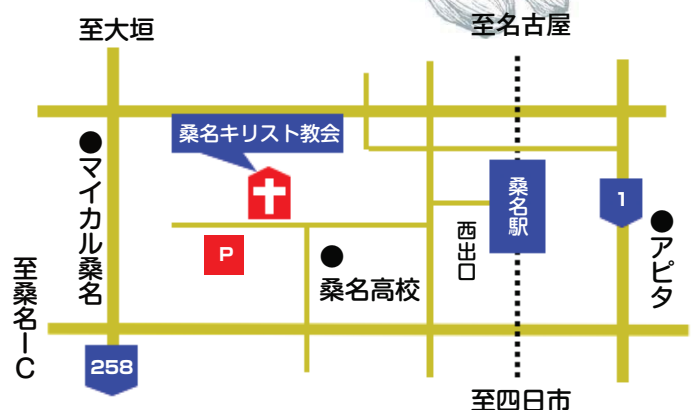 至大垣
至名古屋
桑名キリスト教会
マイカル桑名
桑名駅
1
西出口
アピタ
P
桑名高校
至桑名IC
258
至四日市